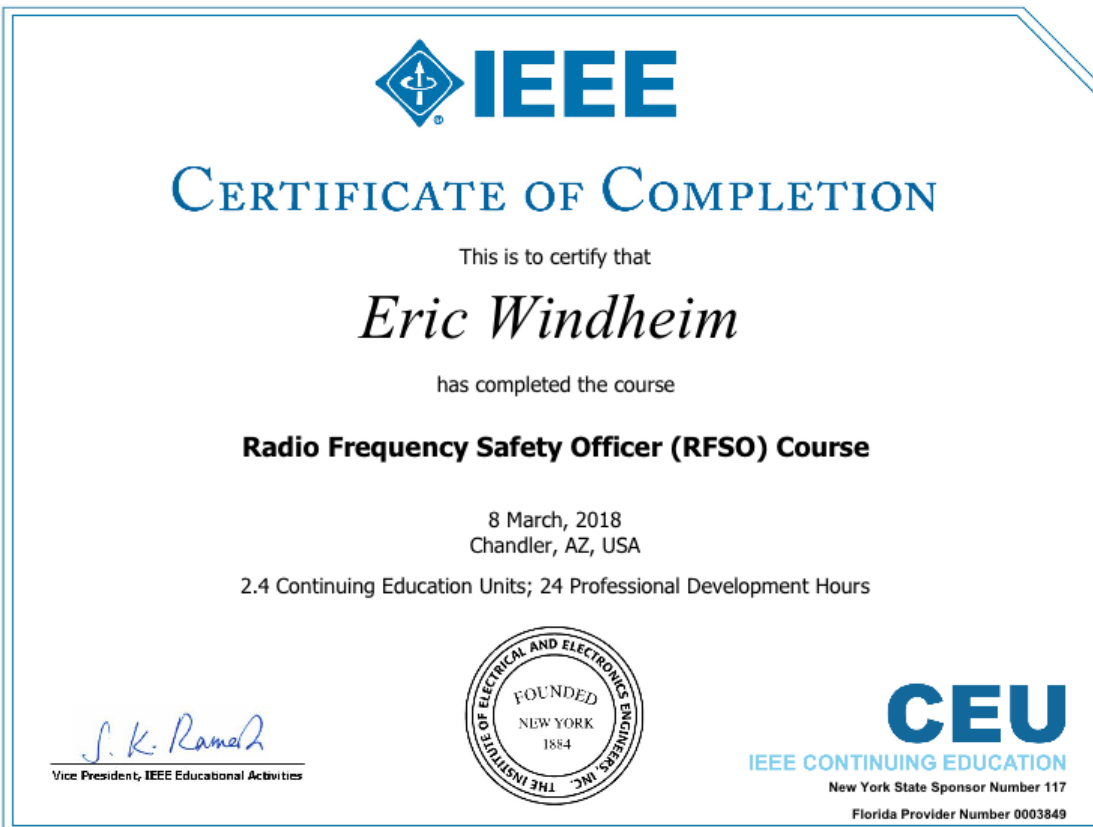 IEEE
CERTIFICATE OF COMPLETION
This is to certify that
Eric Windheim
has completed the course
Radio Frequency Safety Officer (RFSO) Course
8 March, 2018
Chandler, AZ, USA
2.4 Continuing Education Units; 24 Professional Development Hours
S. K. Ramesh
Vice President, IEEE Educational Activities
THE INSTITUTE OF ELECTRICAL AND ELECTRONICS ENGINEERS, INC.
FOUNDED
NEW YORK
1884
CEU
IEEE CONTINUING EDUCATION
New York State Sponsor Number 117
Florida Provider Number 0003849